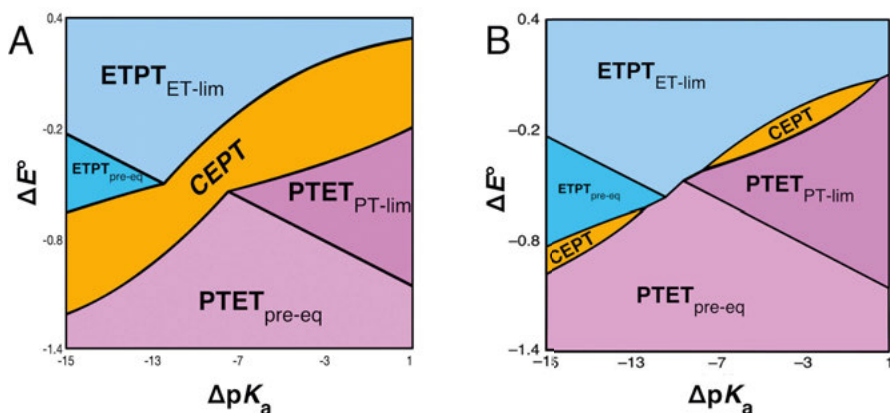 A
0.4
-0.2
-0.8
-1.4
ΔE°
ETPT ET-lim
ETPT pre-eq
CEPT
PTET PT-lim
PTET pre-eq
-15
-13
-7
-3
1
ΔpKa
B
0.4
−0.2
−0.8
−1.4
ΔE°
ETPT ET-lim
CEPT
ETPT pre-eq
PTET PT-lim
CEPT
PTET pre-eq
−15
−13
−7
−3
1
ΔpKa